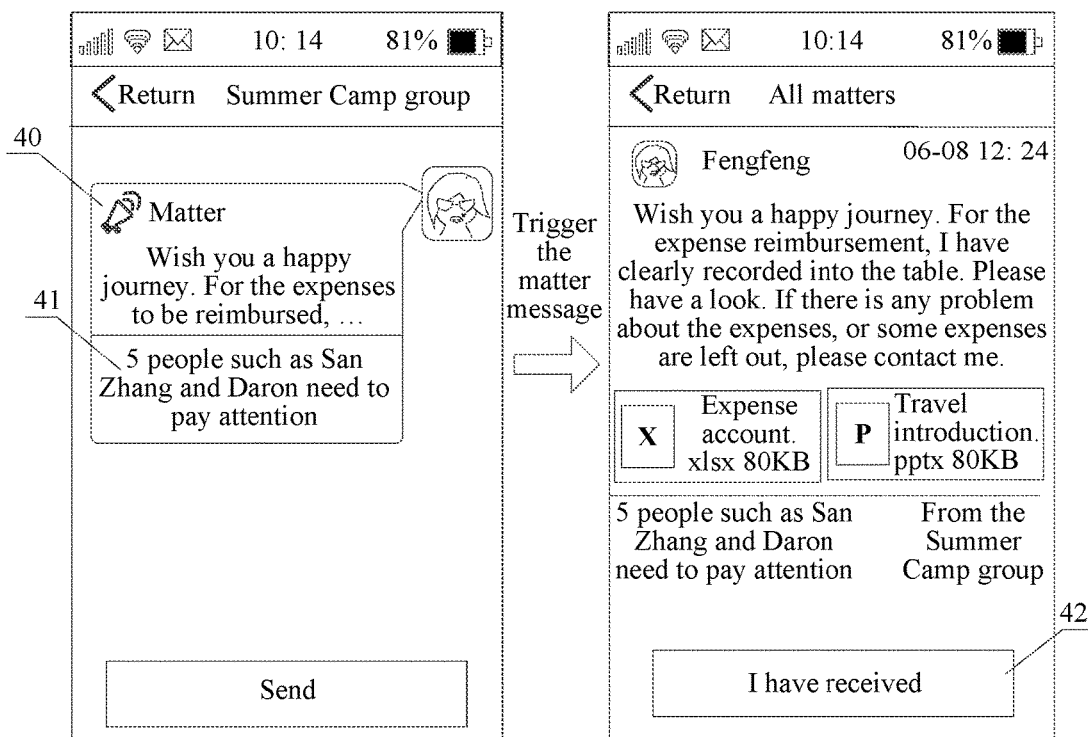 10: 14 81%
Return Summer Camp group
40
Matter
Wish you a happy
journey. For the expenses
to be reimbursed, …
41
5 people such as San
Zhang and Daron need to
pay attention
Send
Trigger
the
matter
message
10:14 81%
Return All matters
Fengfeng 06-08 12: 24
Wish you a happy journey. For the
expense reimbursement, I have
clearly recorded into the table. Please
have a look. If there is any problem
about the expenses, or some expenses
are left out, please contact me.
X
Expense
account.
xlsx 80KB
P
Travel
introduction.
pptx 80KB
5 people such as San
Zhang and Daron
need to pay attention
From the
Summer
Camp group
42
I have received